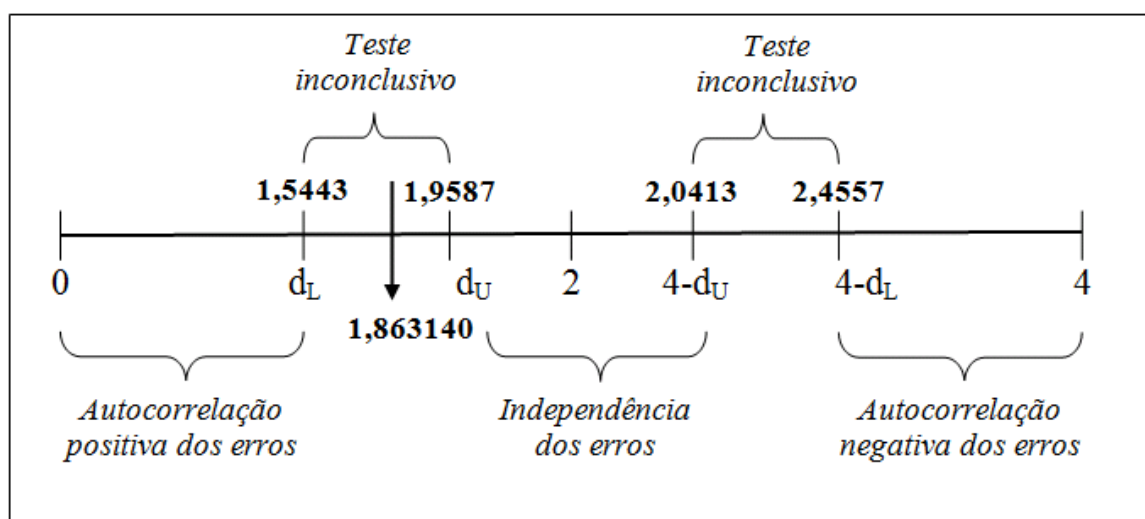 Teste
inconclusivo
Teste
inconclusivo
1,5443
1,9587
2,0413
2,4557
0
dL
dU
2
4-dU
4-dL
4
1,863140
Autocorrelação
positiva dos erros
Independência
dos erros
Autocorrelação
negativa dos erros